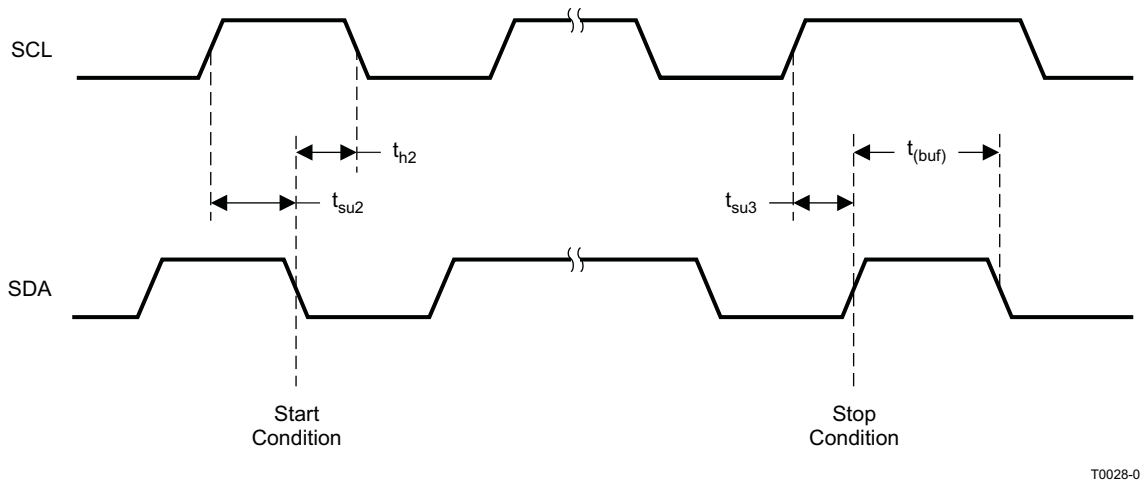 SCL
t_h2
t_(buf)
t_su2
t_su3
SDA
Start
Condition
Stop
Condition
T0028-0